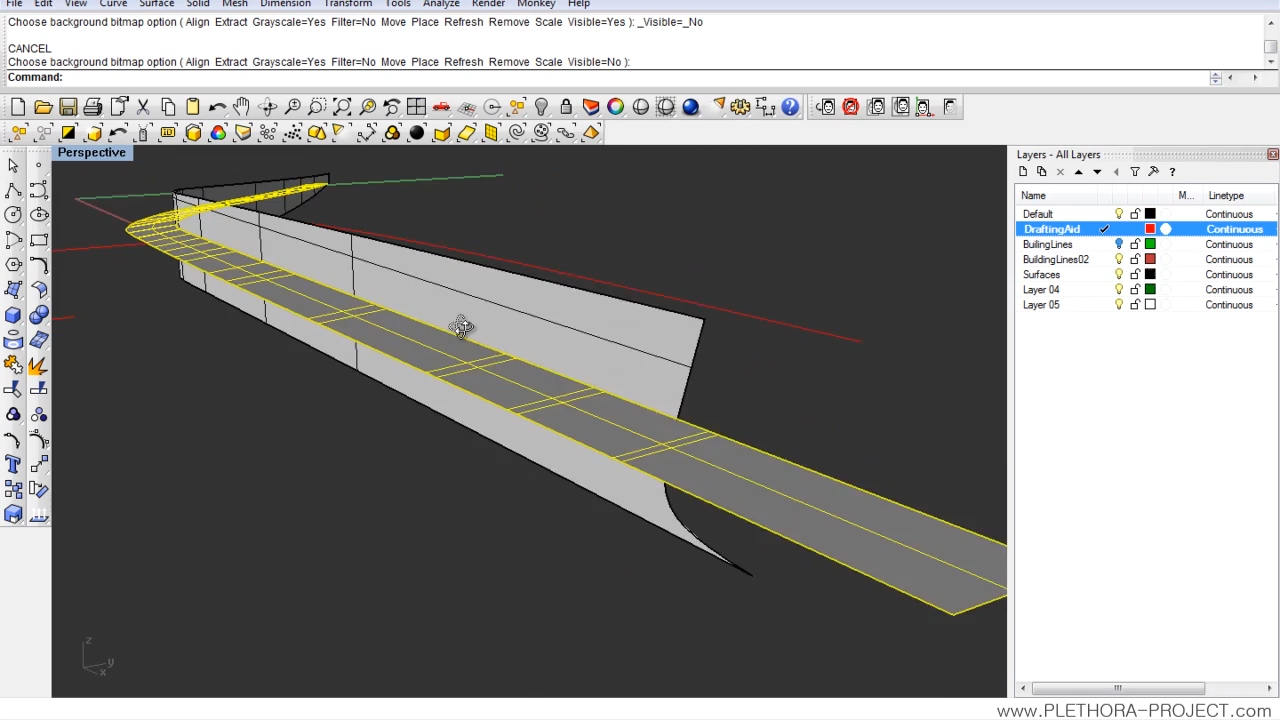 File Edit View Curve Surface Solid Mesh Dimension Transform Tools Analyze Render Monkey Help
Choose background bitmap option ( Align Extract Grayscale=Yes Filter=No Move Place Refresh Remove Scale Visible=Yes ): _Visible=_No
CANCEL
Choose background bitmap option ( Align Extract Grayscale=Yes Filter=No Move Place Refresh Remove Scale Visible=No ):
Command:
Perspective
Layers - All Layers
Name M... Linetype
Default Continuous
DraftingAid Continuous
BuilingLines Continuous
BuildingLines02 Continuous
Surfaces Continuous
Layer 04 Continuous
Layer 05 Continuous
z
y
x
www.PLETHORA-PROJECT.com